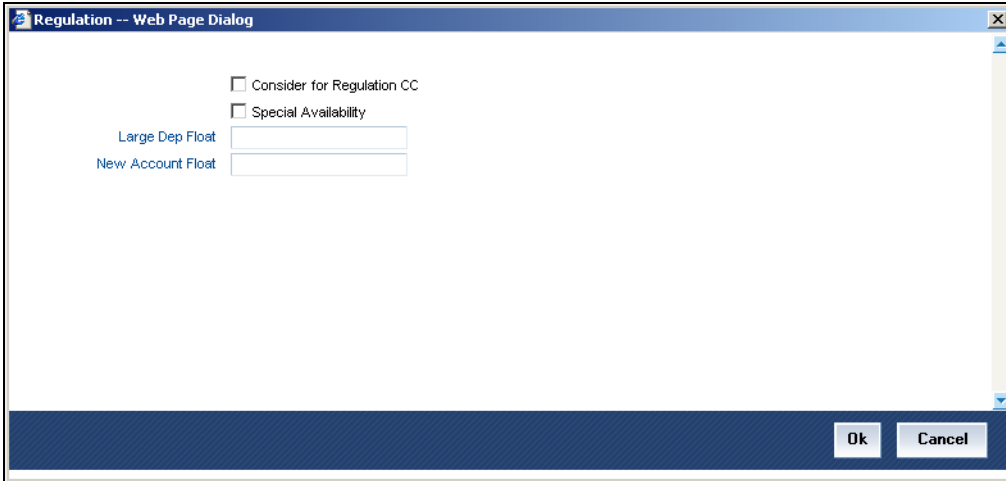 Regulation -- Web Page Dialog
Consider for Regulation CC
Special Availability
Large Dep Float
New Account Float
Ok
Cancel